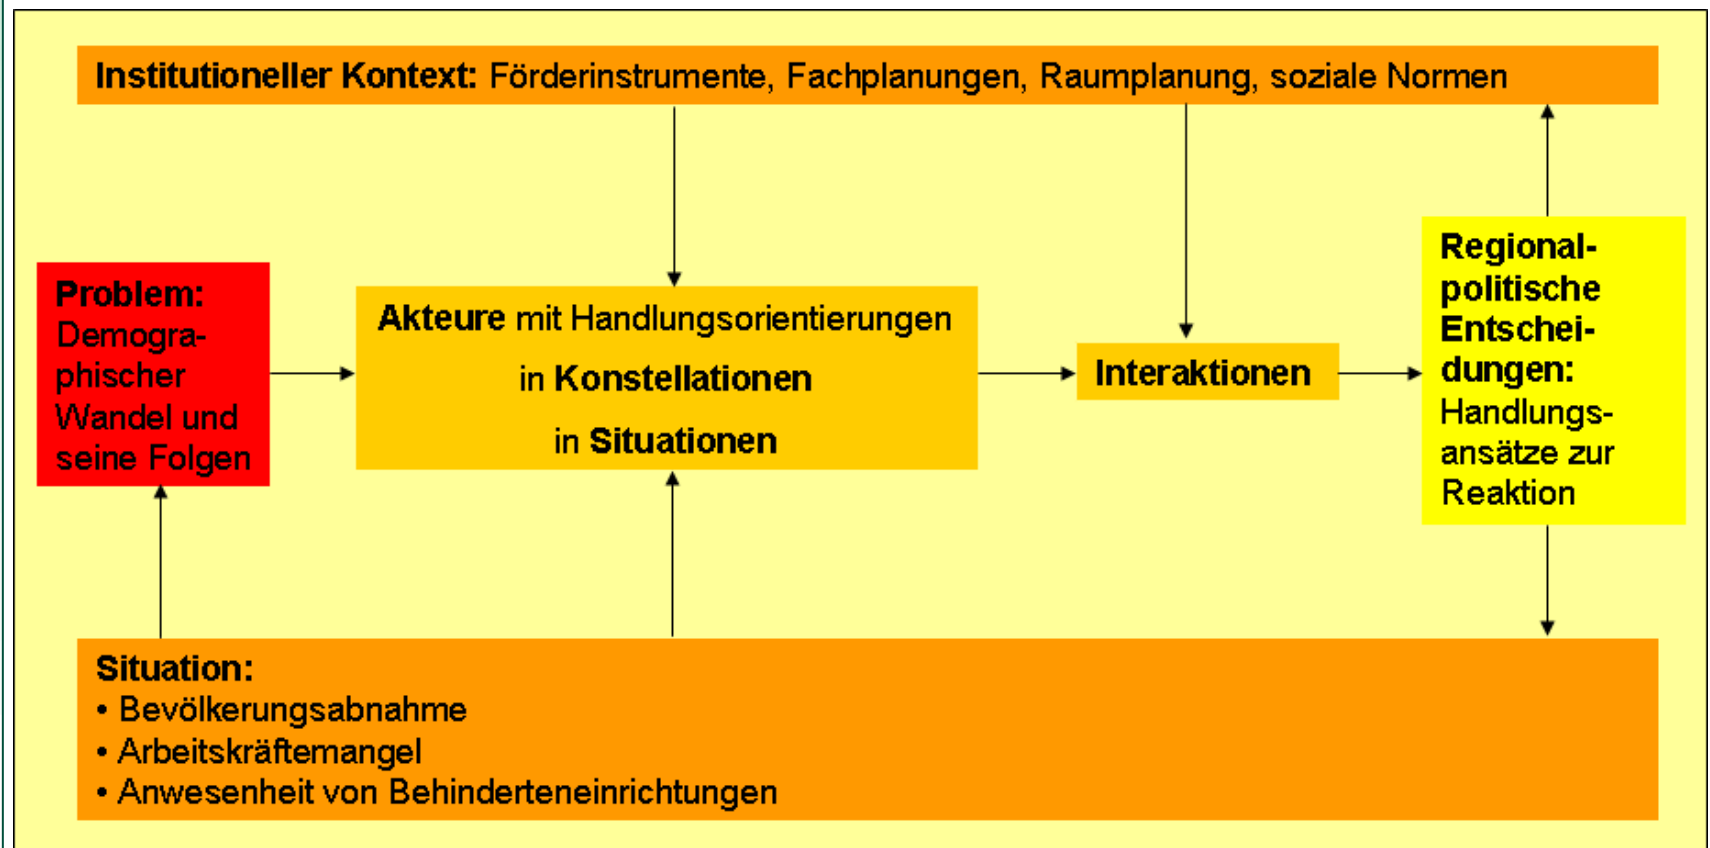 Institutioneller Kontext: Förderinstrumente, Fachplanungen, Raumplanung, soziale Normen
Problem:
Demogra-
phischer
Wandel und
seine Folgen
Akteure mit Handlungsorientierungen
in Konstellationen
in Situationen
Interaktionen
Regional-
politische
Entschei-
dungen:
Handlungs-
ansätze zur
Reaktion
Situation:
• Bevölkerungsabnahme
• Arbeitskräftemangel
• Anwesenheit von Behinderteneinrichtungen